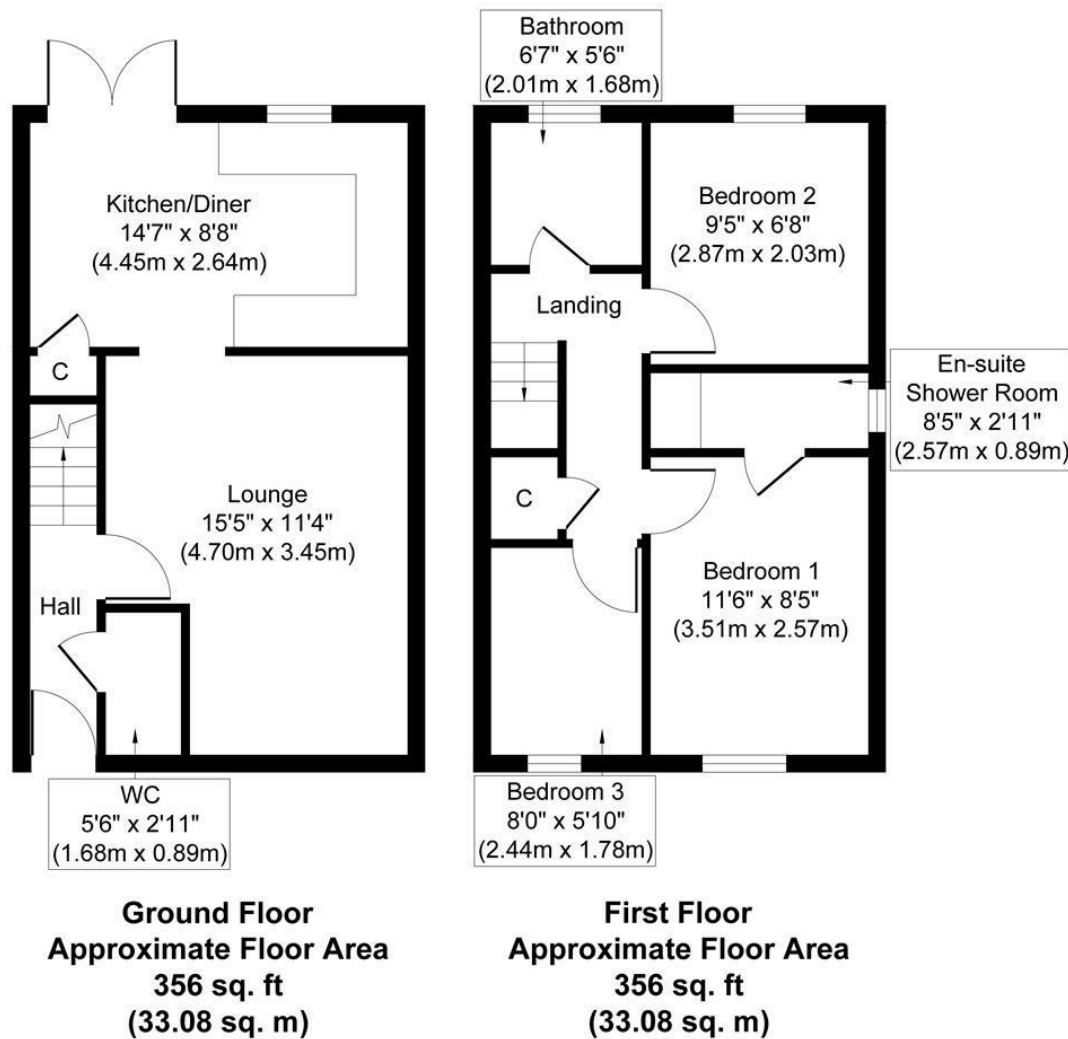 Bathroom
6'7" x 5'6"
(2.01m x 1.68m)
Kitchen/Diner
14'7" x 8'8"
(4.45m x 2.64m)
C
Lounge
15'5" x 11'4"
(4.70m x 3.45m)
Hall
WC
5'6" x 2'11"
(1.68m x 0.89m)
Ground Floor
Approximate Floor Area
356 sq. ft
(33.08 sq. m)
Bedroom 2
9'5" x 6'8"
(2.87m x 2.03m)
Landing
En-suite
Shower Room
8'5" x 2'11"
(2.57m x 0.89m)
C
Bedroom 1
11'6" x 8'5"
(3.51m x 2.57m)
Bedroom 3
8'0" x 5'10"
(2.44m x 1.78m)
First Floor
Approximate Floor Area
356 sq. ft
(33.08 sq. m)